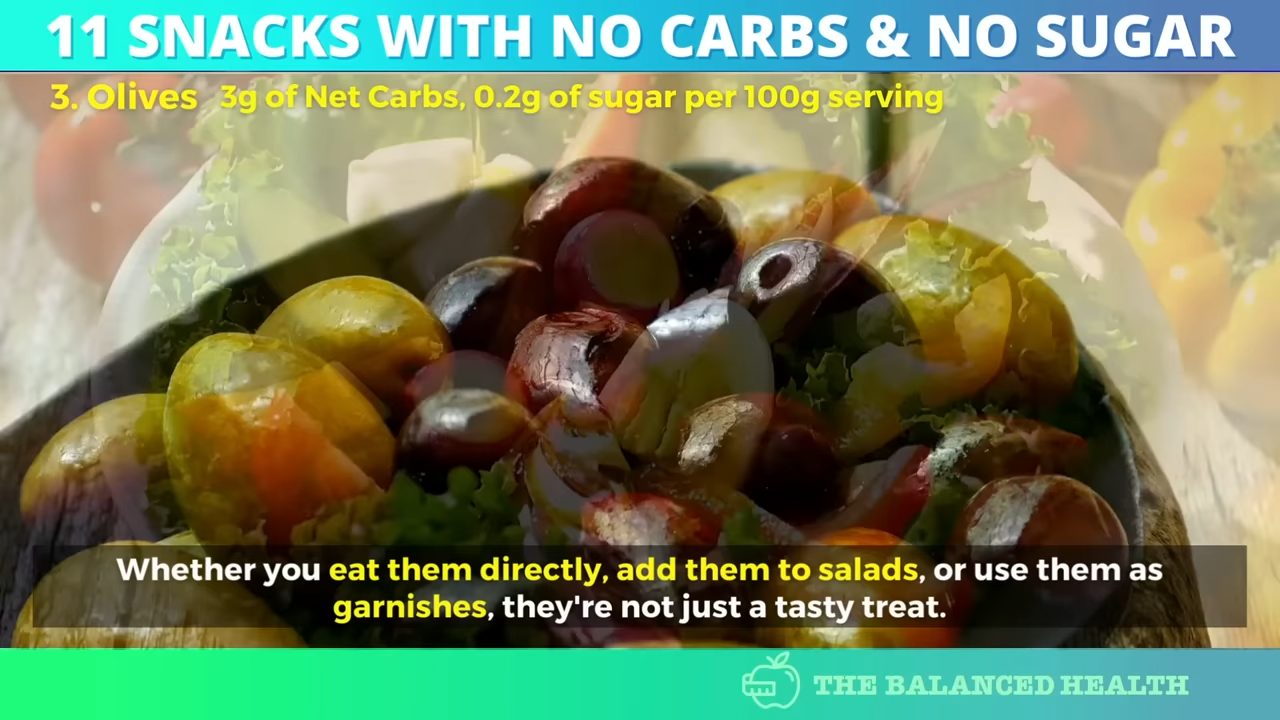 11 SNACKS WITH NO CARBS & NO SUGAR
3. Olives 3g of Net Carbs, 0.2g of sugar per 100g serving
Whether you eat them directly, add them to salads, or use them as
garnishes, they're not just a tasty treat.
THE BALANCED HEALTH